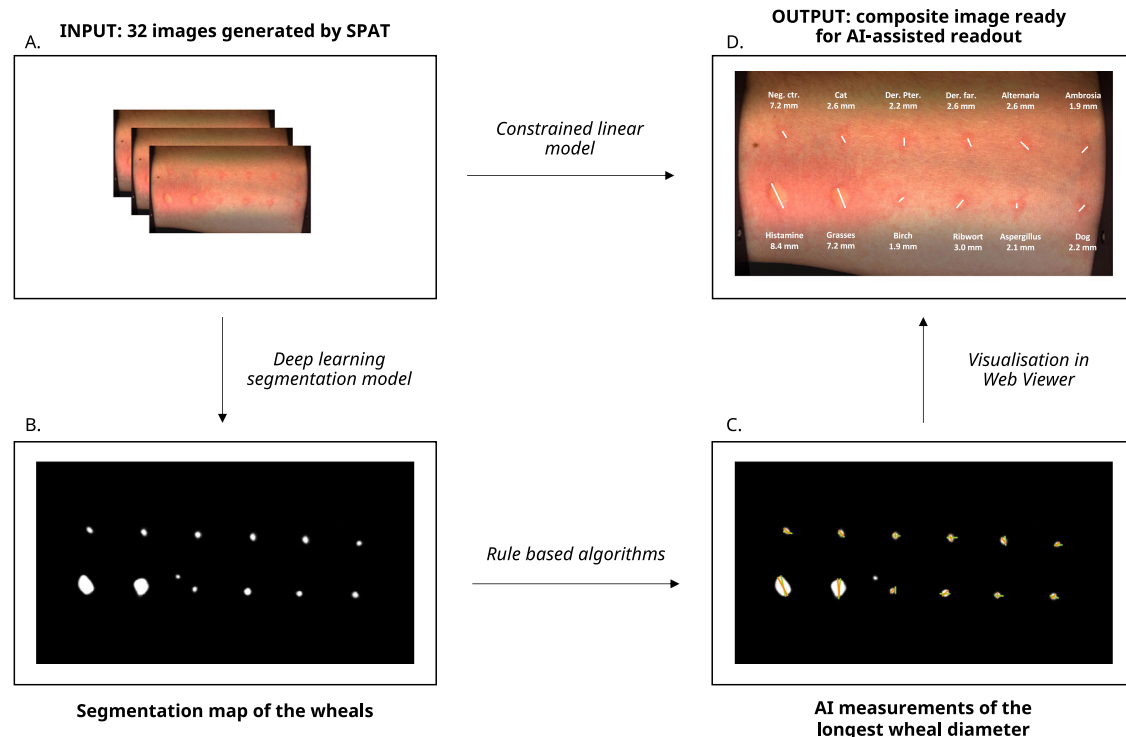 A.
INPUT: 32 images generated by SPAT
OUTPUT: composite image ready
for AI-assisted readout
D.
Constrained linear
model
Neg. ctr.
7.2 mm
Cat
2.6 mm
Der. Pter.
2.2 mm
Der. far.
2.6 mm
Alternaria
2.6 mm
Ambrosia
1.9 mm
Histamine
8.4 mm
Grasses
7.2 mm
Birch
1.9 mm
Ribwort
3.0 mm
Aspergillus
2.1 mm
Dog
2.2 mm
Deep learning
segmentation model
Visualisation in
Web Viewer
B.
C.
Rule based algorithms
Segmentation map of the wheals
AI measurements of the
longest wheal diameter